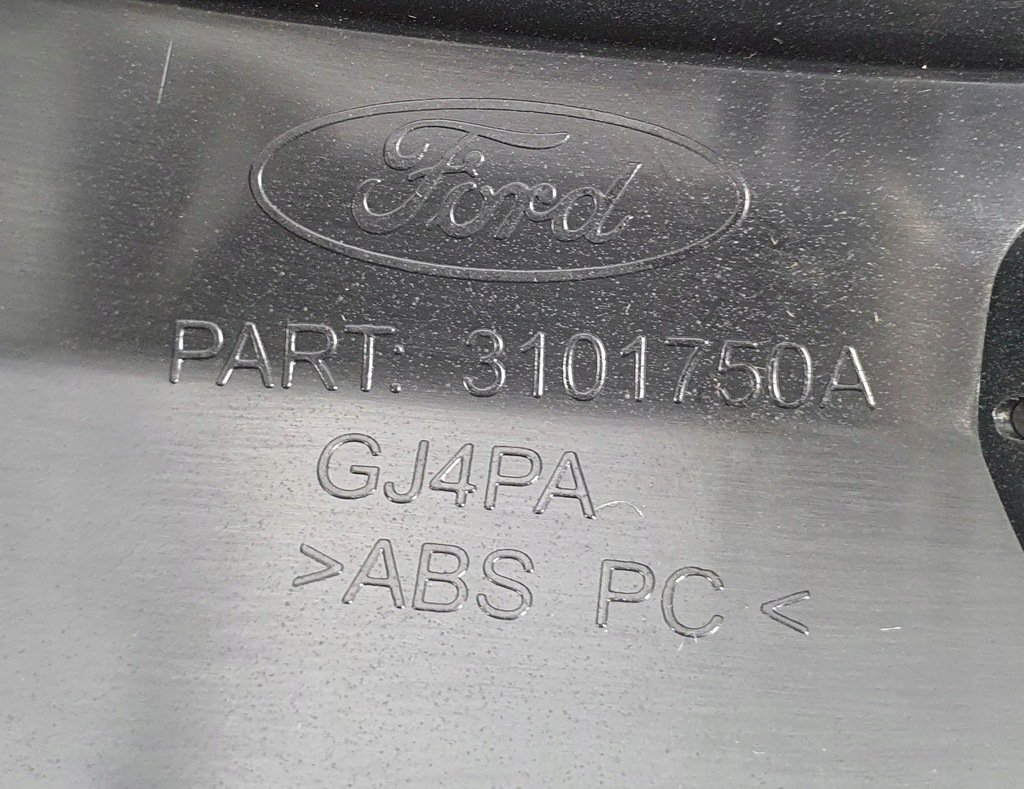 Ford
PART: 3101750A
GJ4PA
>ABS PC<